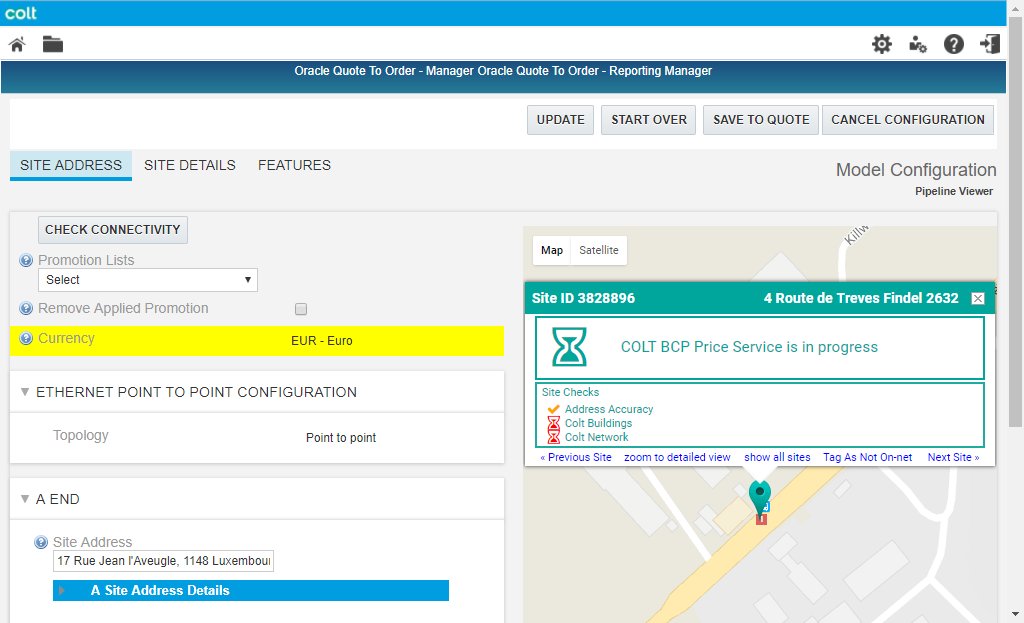 colt
Oracle Quote To Order - Manager Oracle Quote To Order - Reporting Manager
UPDATE START OVER SAVE TO QUOTE CANCEL CONFIGURATION
SITE ADDRESS SITE DETAILS FEATURES
Model Configuration
Pipeline Viewer
CHECK CONNECTIVITY
Promotion Lists
Select
Remove Applied Promotion
Currency EUR - Euro
ETHERNET POINT TO POINT CONFIGURATION
Topology Point to point
A END
Site Address
17 Rue Jean l'Aveugle, 1148 Luxembour
A Site Address Details
Map Satellite
Killw
Site ID 3828896 4 Route de Treves Findel 2632
COLT BCP Price Service is in progress
Site Checks
Address Accuracy
Colt Buildings
Colt Network
« Previous Site zoom to detailed view show all sites Tag As Not On-net Next Site »